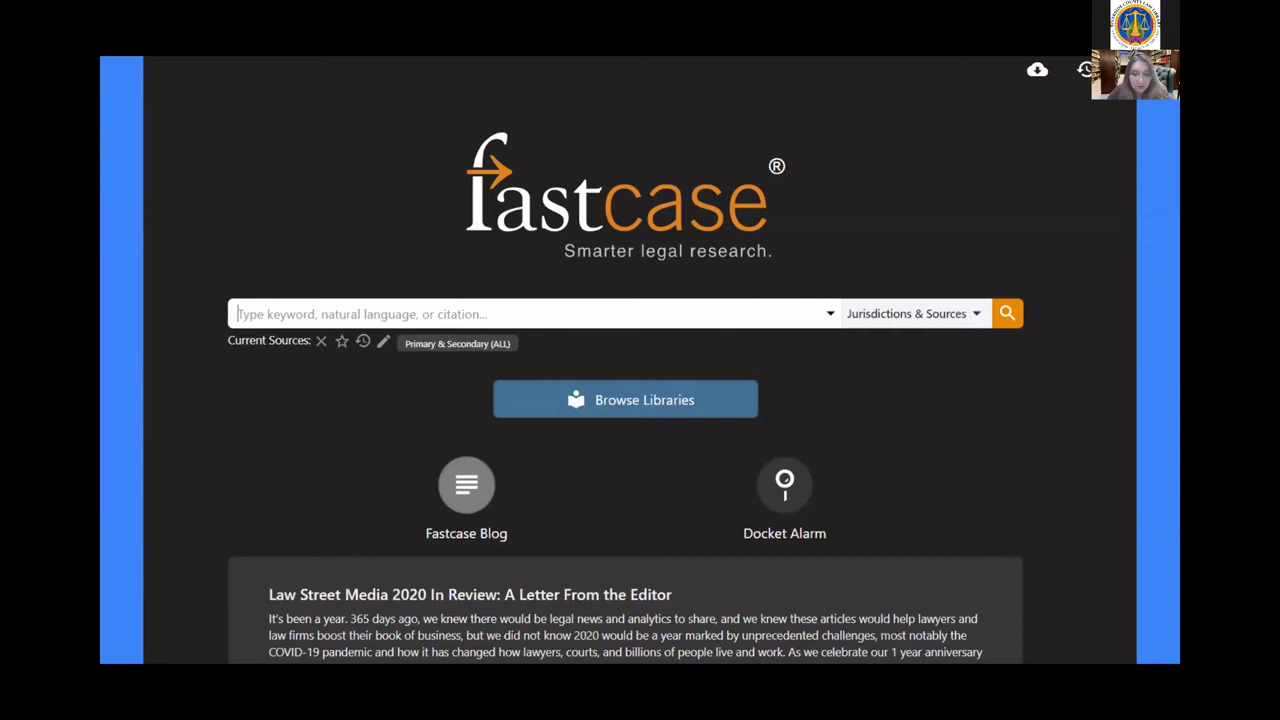 fastcase®
Smarter legal research.
Type keyword, natural language, or citation...
Jurisdictions & Sources
Current Sources:
Primary & Secondary (ALL)
Browse Libraries
Fastcase Blog
Docket Alarm
Law Street Media 2020 In Review: A Letter From the Editor
It's been a year. 365 days ago, we knew there would be legal news and analytics to share, and we knew these articles would help lawyers and
law firms boost their book of business, but we did not know 2020 would be a year marked by unprecedented challenges, most notably the
COVID-19 pandemic and how it has changed how lawyers, courts, and billions of people live and work. As we celebrate our 1 year anniversary